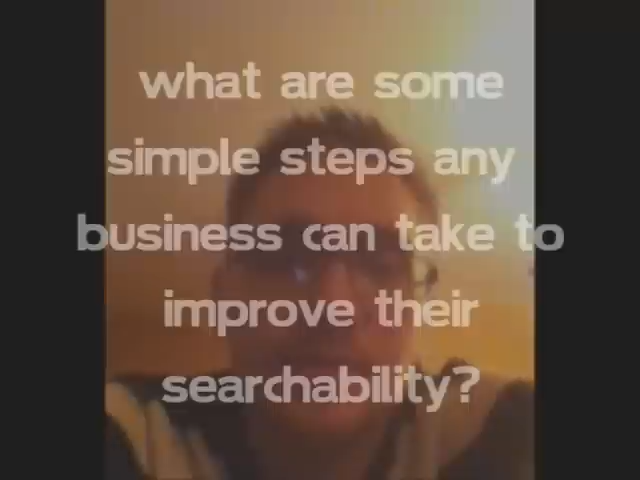 what are some
simple steps any
business can take to
improve their
searchability?